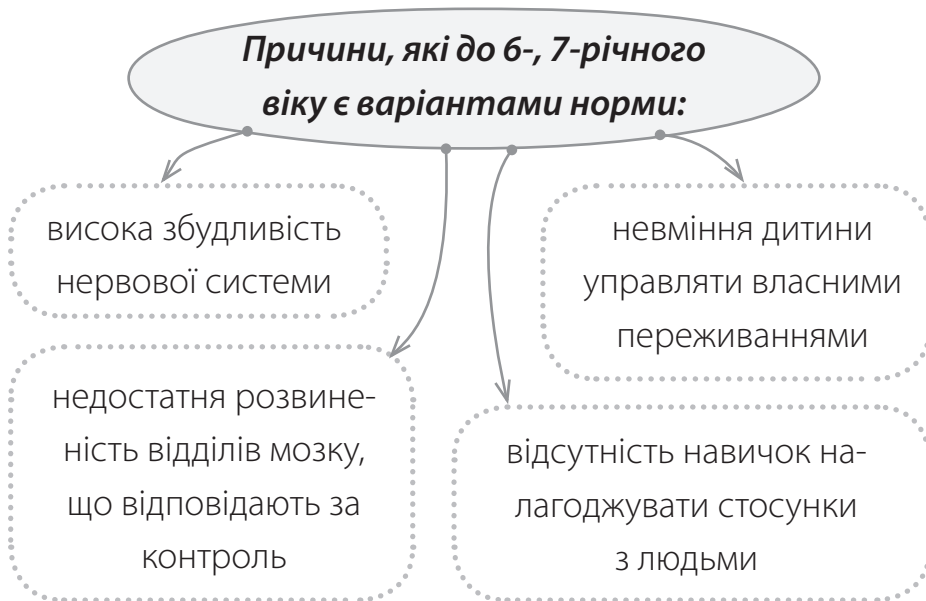 Причини, які до 6-, 7-річного
віку є варіантами норми:
висока збудливість
нервової системи
невміння дитини
управляти власними
переживаннями
недостатня розвине-
ність відділів мозку,
що відповідають за
контроль
відсутність навичок на-
лагоджувати стосунки
з людьми